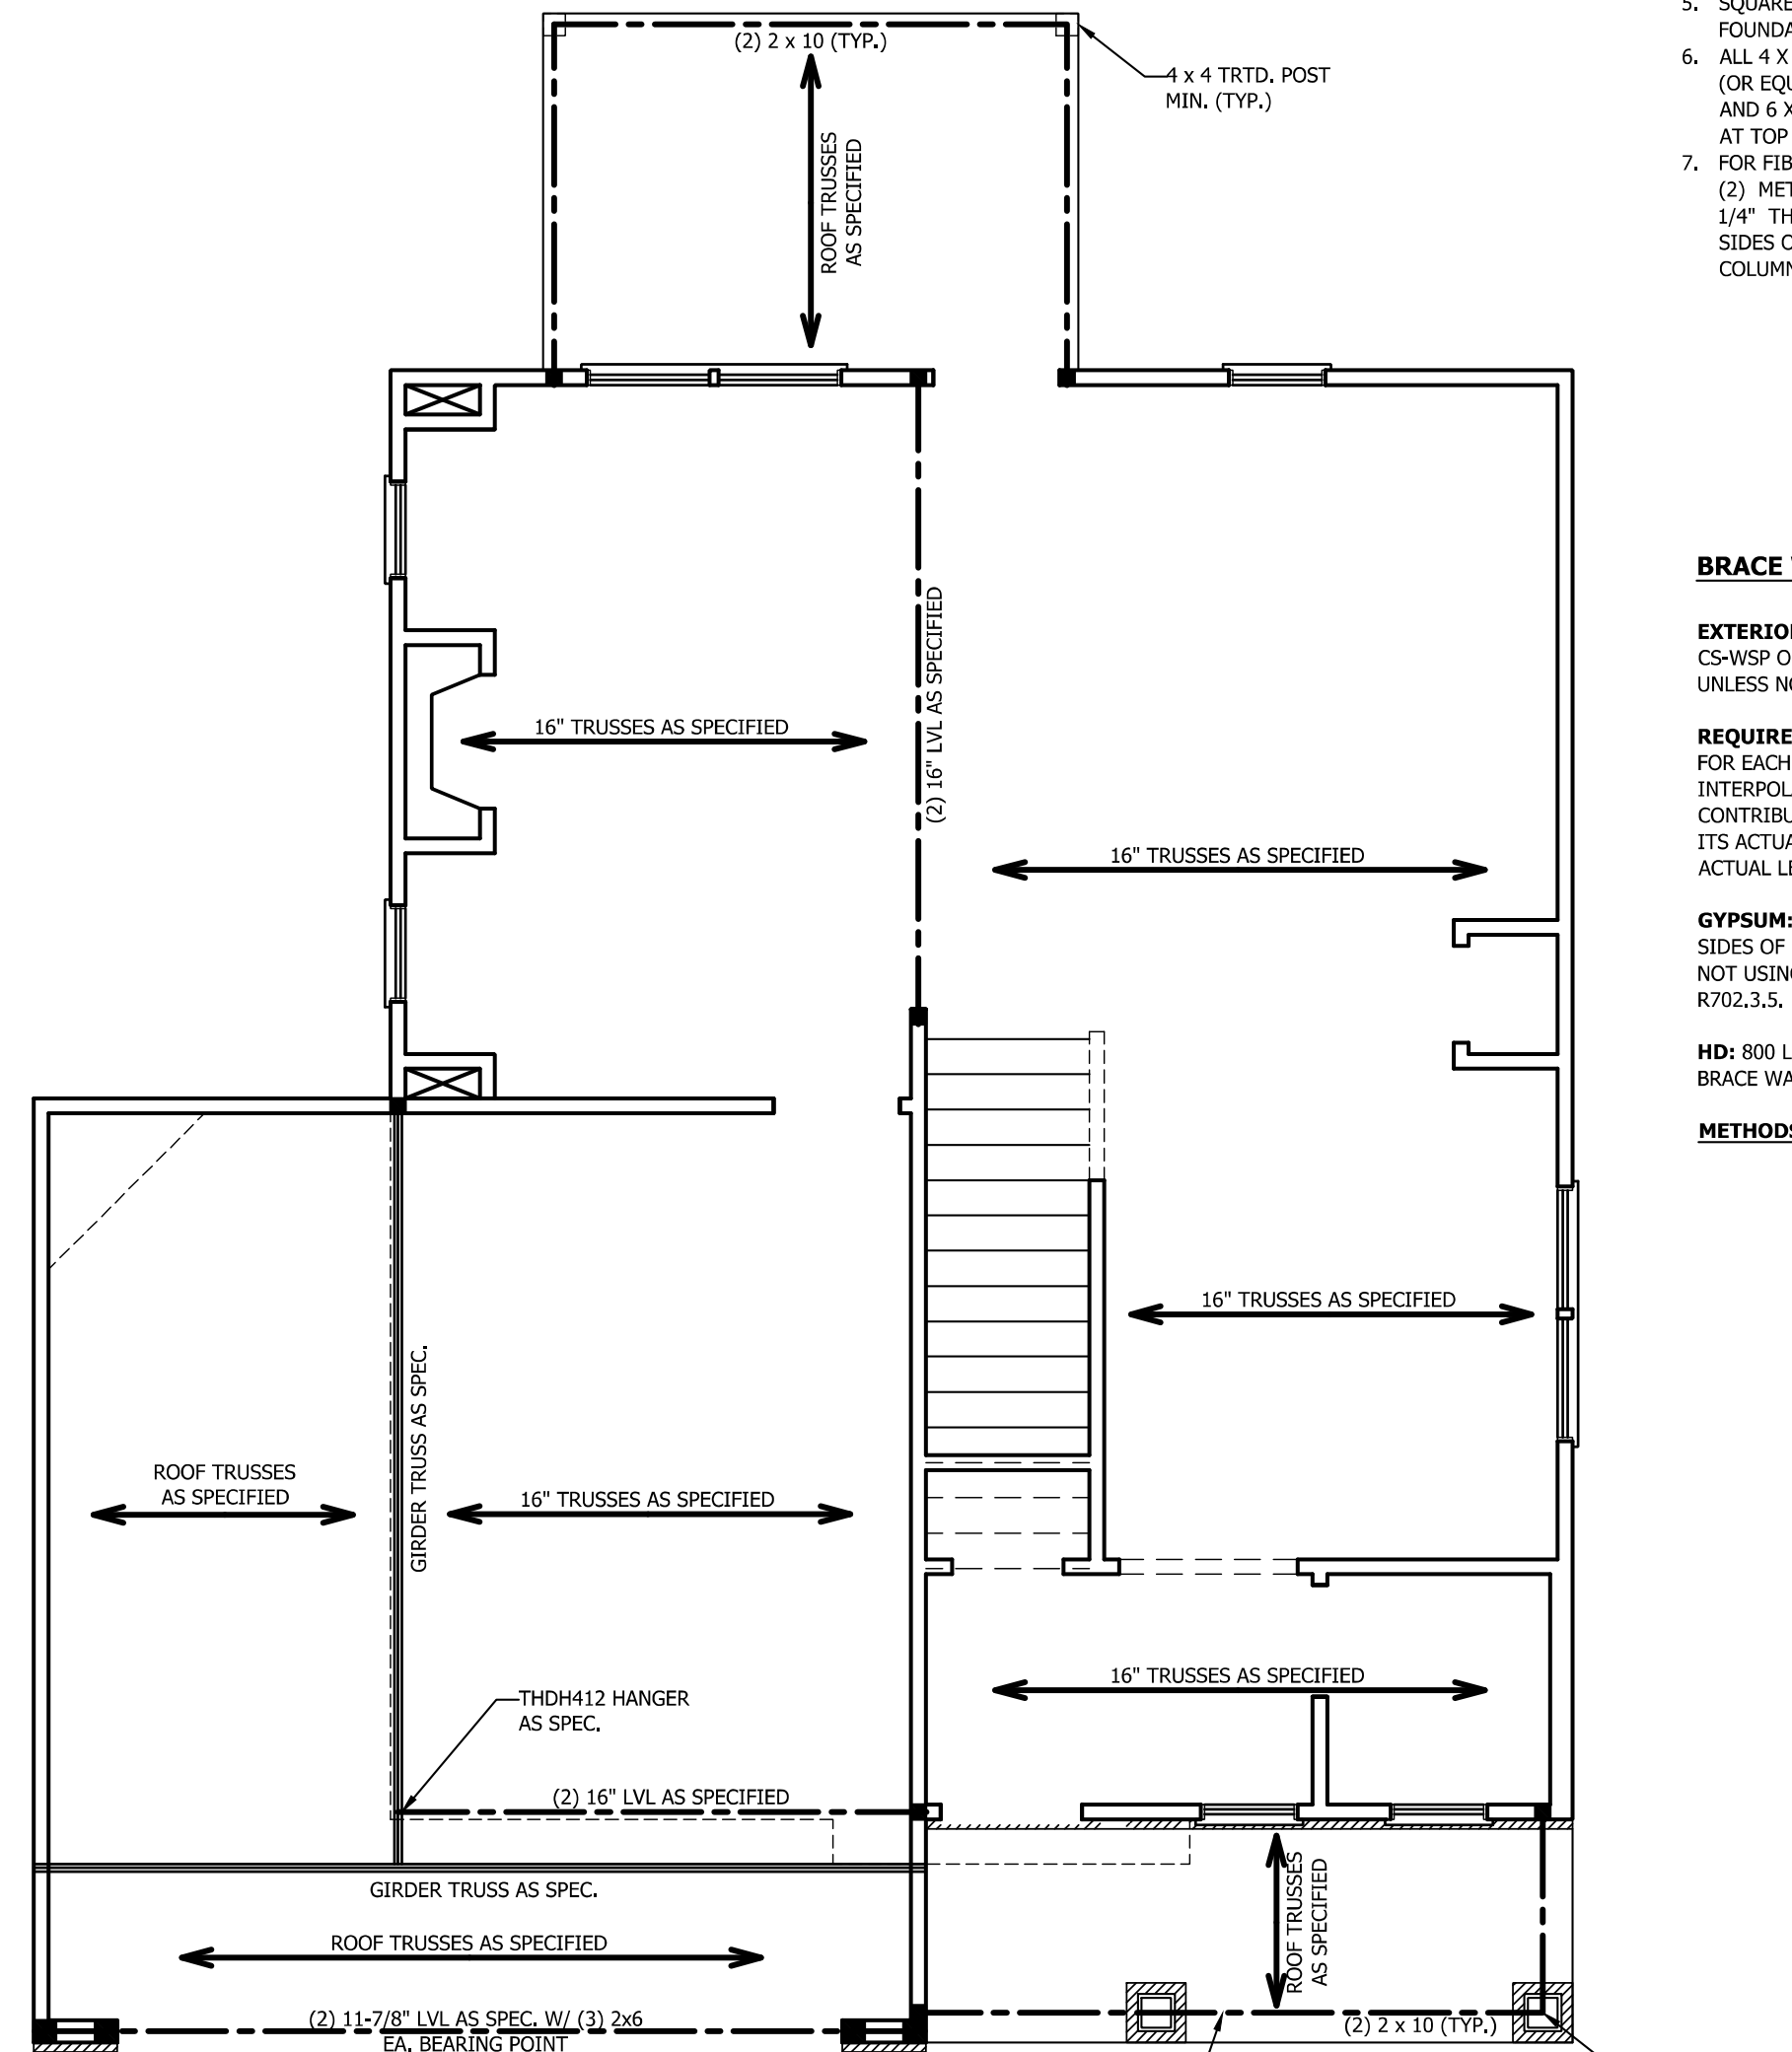 (2) 2 x 10 (TYP.)
4 x 4 TRTD. POST
MIN. (TYP.)
ROOF TRUSSES
AS SPECIFIED
16" TRUSSES AS SPECIFIED
(2) 16" LVL AS SPECIFIED
16" TRUSSES AS SPECIFIED
16" TRUSSES AS SPECIFIED
GIRDER TRUSS AS SPEC.
ROOF TRUSSES
AS SPECIFIED
16" TRUSSES AS SPECIFIED
16" TRUSSES AS SPECIFIED
THDH412 HANGER
AS SPEC.
(2) 16" LVL AS SPECIFIED
GIRDER TRUSS AS SPEC.
ROOF TRUSSES
AS SPECIFIED
ROOF TRUSSES AS SPECIFIED
(2) 11-7/8" LVL AS SPEC. W/ (3) 2x6
EA. BEARING POINT
(2) 2 x 10 (TYP.)
5. SQUARE
FOUNDA
6. ALL 4 X
(OR EQU
AND 6 X
AT TOP
7. FOR FIB
(2) MET
1/4" TH
SIDES O
COLUMN
BRACE
EXTERIO
CS-WSP O
UNLESS NO
REQUIRE
FOR EACH
INTERPOL
CONTRIBU
ITS ACTUA
ACTUAL LE
GYPSUM:
SIDES OF
NOT USING
R702.3.5.
HD: 800 L
BRACE WA
METHODS